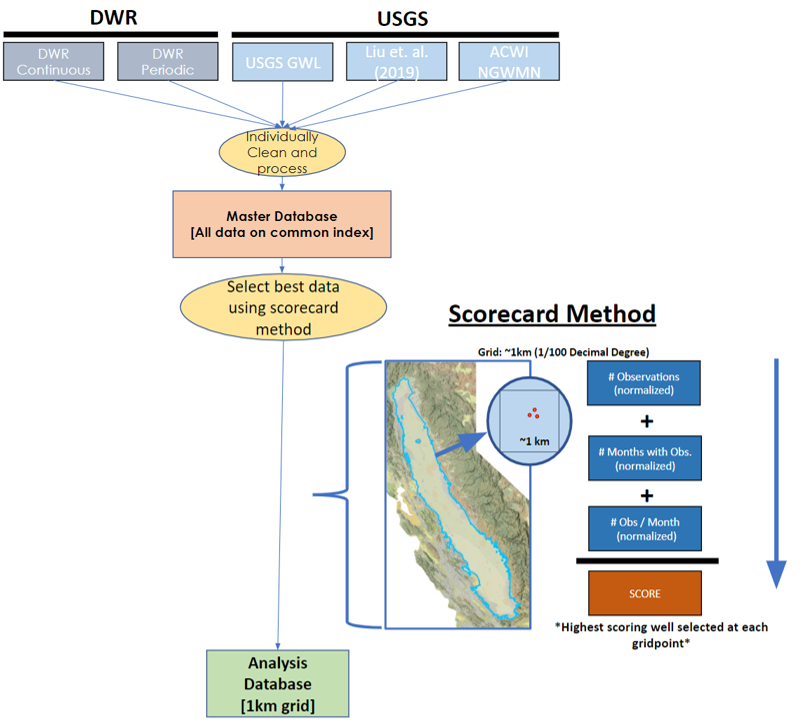 DWR
USGS
DWR
Continuous
DWR
Periodic
USGS GWL
Liu et. al.
(2019)
ACWI
NGWMN
Individually
Clean and
process
Master Database
[All data on common index]
Select best data
using scorecard
method
Scorecard Method
Grid: ~1km (1/100 Decimal Degree)
~1 km
# Observations
(normalized)
+
# Months with Obs.
(normalized)
+
# Obs / Month
(normalized)
SCORE
*Highest scoring well selected at each
gridpoint*
Analysis
Database
[1km grid]